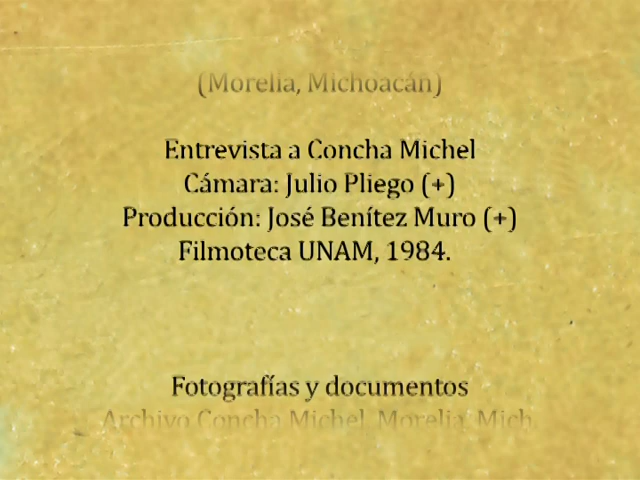 (Morelia, Michoacán)
Entrevista a Concha Michel
Cámara: Julio Pliego (+)
Producción: José Benítez Muro (+)
Filmoteca UNAM, 1984.
Fotografías y documentos
Archivo Concha Michel, Morelia, Mich